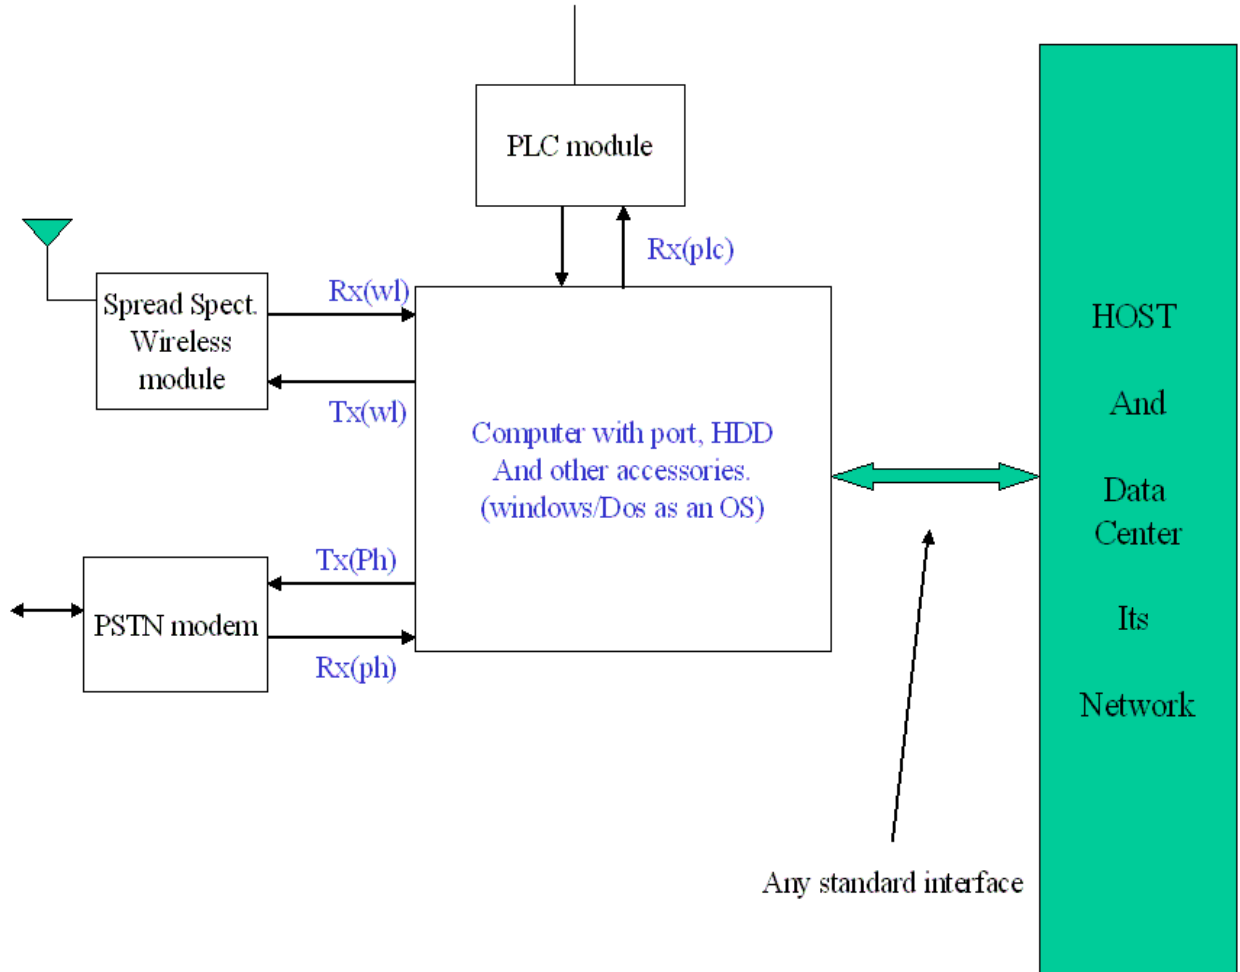 PLC module
Rx(plc)
Spread Spect.
Wireless
module
Rx(wl)
Tx(wl)
Computer with port, HDD
And other accessories.
(windows/Dos as an OS)
Tx(Ph)
PSTN modem
Rx(ph)
Any standard interface
HOST
And
Data
Center
Its
Network